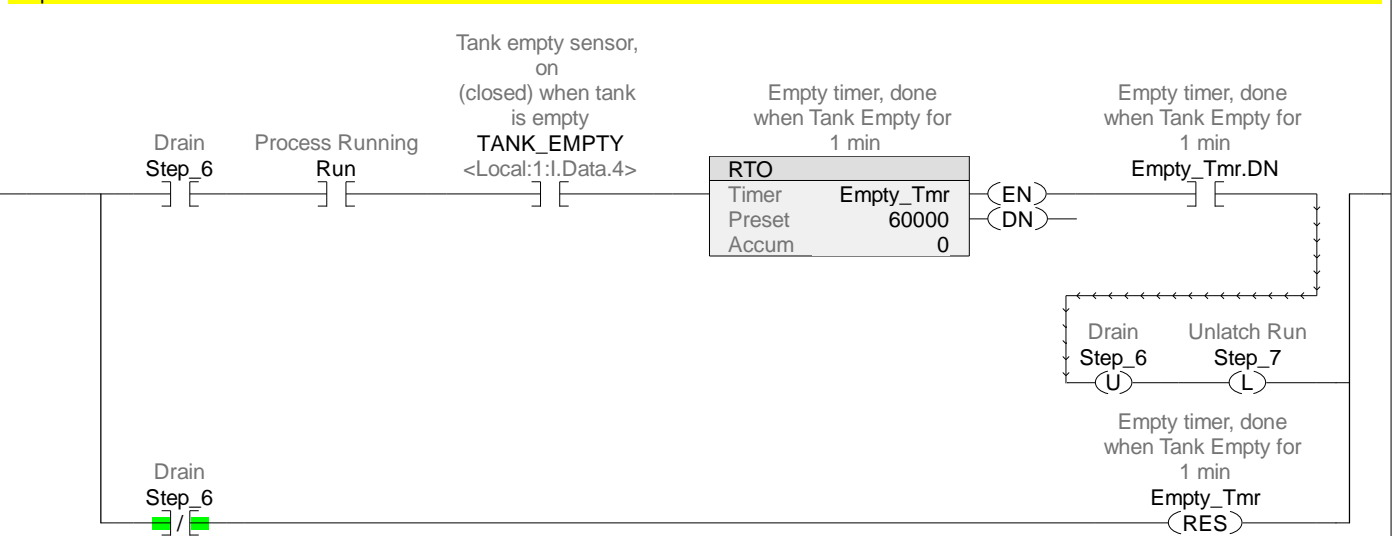 Tank empty sensor,
on
(closed) when tank
is empty
TANK_EMPTY
<Local:1:I.Data.4>
Drain
Step_6
Process Running
Run
Empty timer, done
when Tank Empty for
1 min
RTO
Timer Empty_Tmr
Preset 60000
Accum 0
EN
DN
Empty timer, done
when Tank Empty for
1 min
Empty_Tmr.DN
Drain
Step_6
U
Unlatch Run
Step_7
L
Drain
Step_6
/
Empty timer, done
when Tank Empty for
1 min
Empty_Tmr
RES